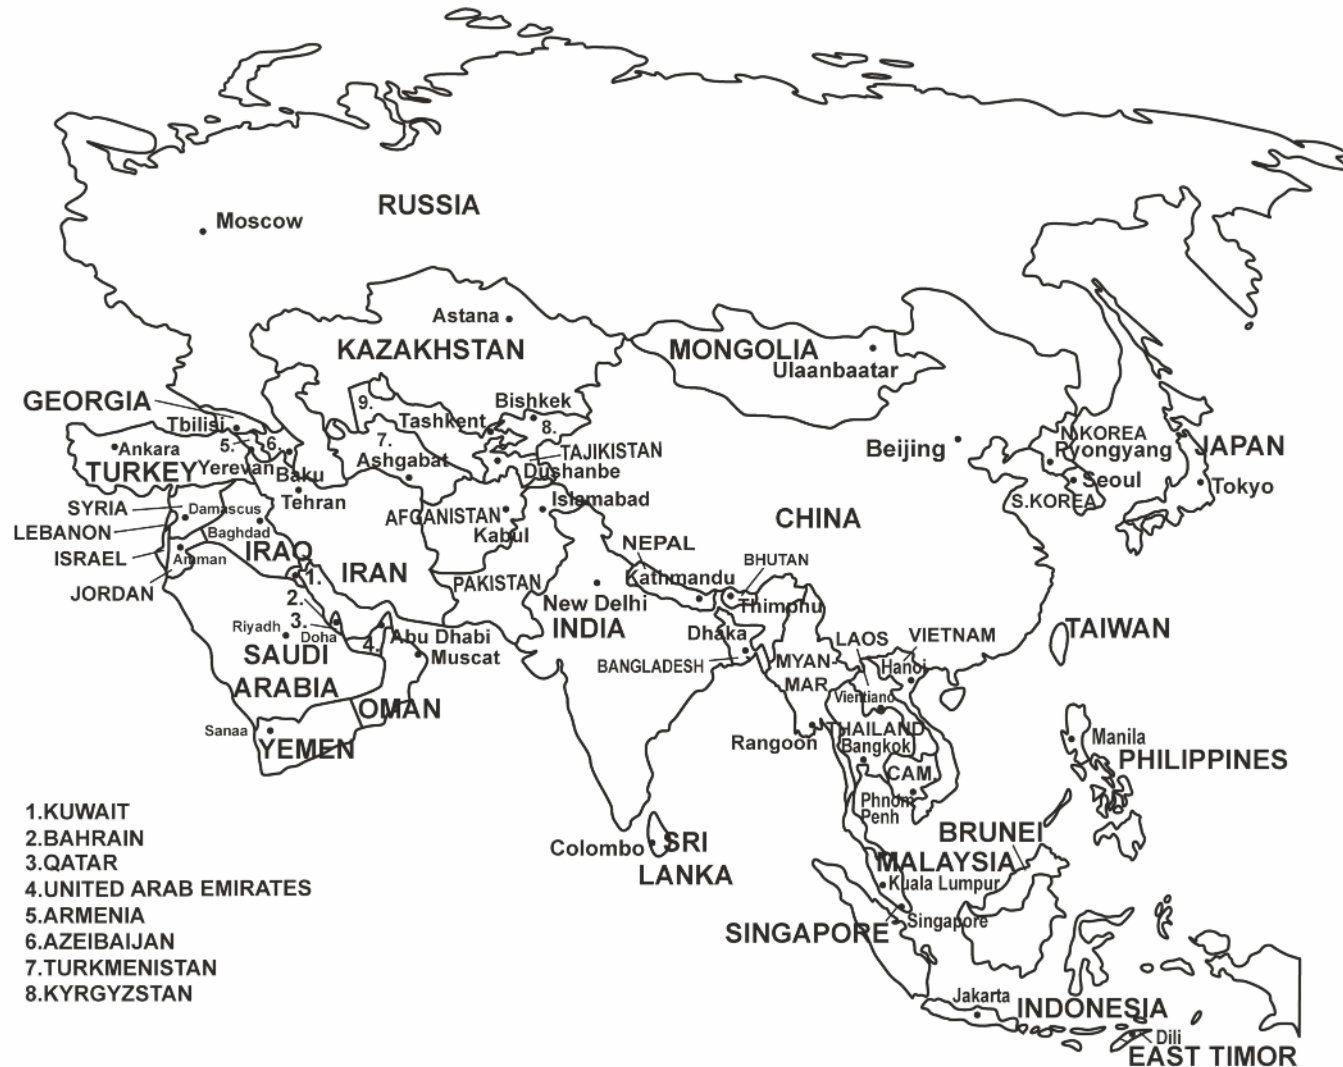 RUSSIA
Moscow
Astana
KAZAKHSTAN
MONGOLIA
Ulaanbaatar
GEORGIA
Tbilisi
9.
Tashkent
Bishkek
8.
5.
6.
7.
Ankara
TURKEY
Yerevan
Baku
Ashgabat
TAJIKISTAN
Dushanbe
Beijing
N.KOREA
Pyongyang
JAPAN
Seoul
S.KOREA
Tokyo
Tehran
SYRIA
Damascus
LEBANON
Baghdad
ISRAEL
Amman
IRAQ
JORDAN
IRAN
AFGANISTAN
Kabul
Islamabad
CHINA
PAKISTAN
NEPAL
Kathmandu
BHUTAN
Thimphu
New Delhi
INDIA
1.
2.
3.
4.
Riyadh
Doha
Abu Dhabi
Muscat
SAUDI
ARABIA
OMAN
Sanaa
YEMEN
Dhaka
BANGLADESH
MYAN-
MAR
LAOS
VIETNAM
Hanoi
TAIWAN
Vientiano
Rangoon
THAILAND
Bangkok
CAM.
Phnom
Penh
Manila
PHILIPPINES
Colombo
SRI
LANKA
BRUNEI
MALAYSIA
Kuala Lumpur
SINGAPORE
Singapore
Jakarta
INDONESIA
Dili
EAST TIMOR
1.KUWAIT
2.BAHRAIN
3.QATAR
4.UNITED ARAB EMIRATES
5.ARMENIA
6.AZEIBAIJAN
7.TURKMENISTAN
8.KYRGYZSTAN